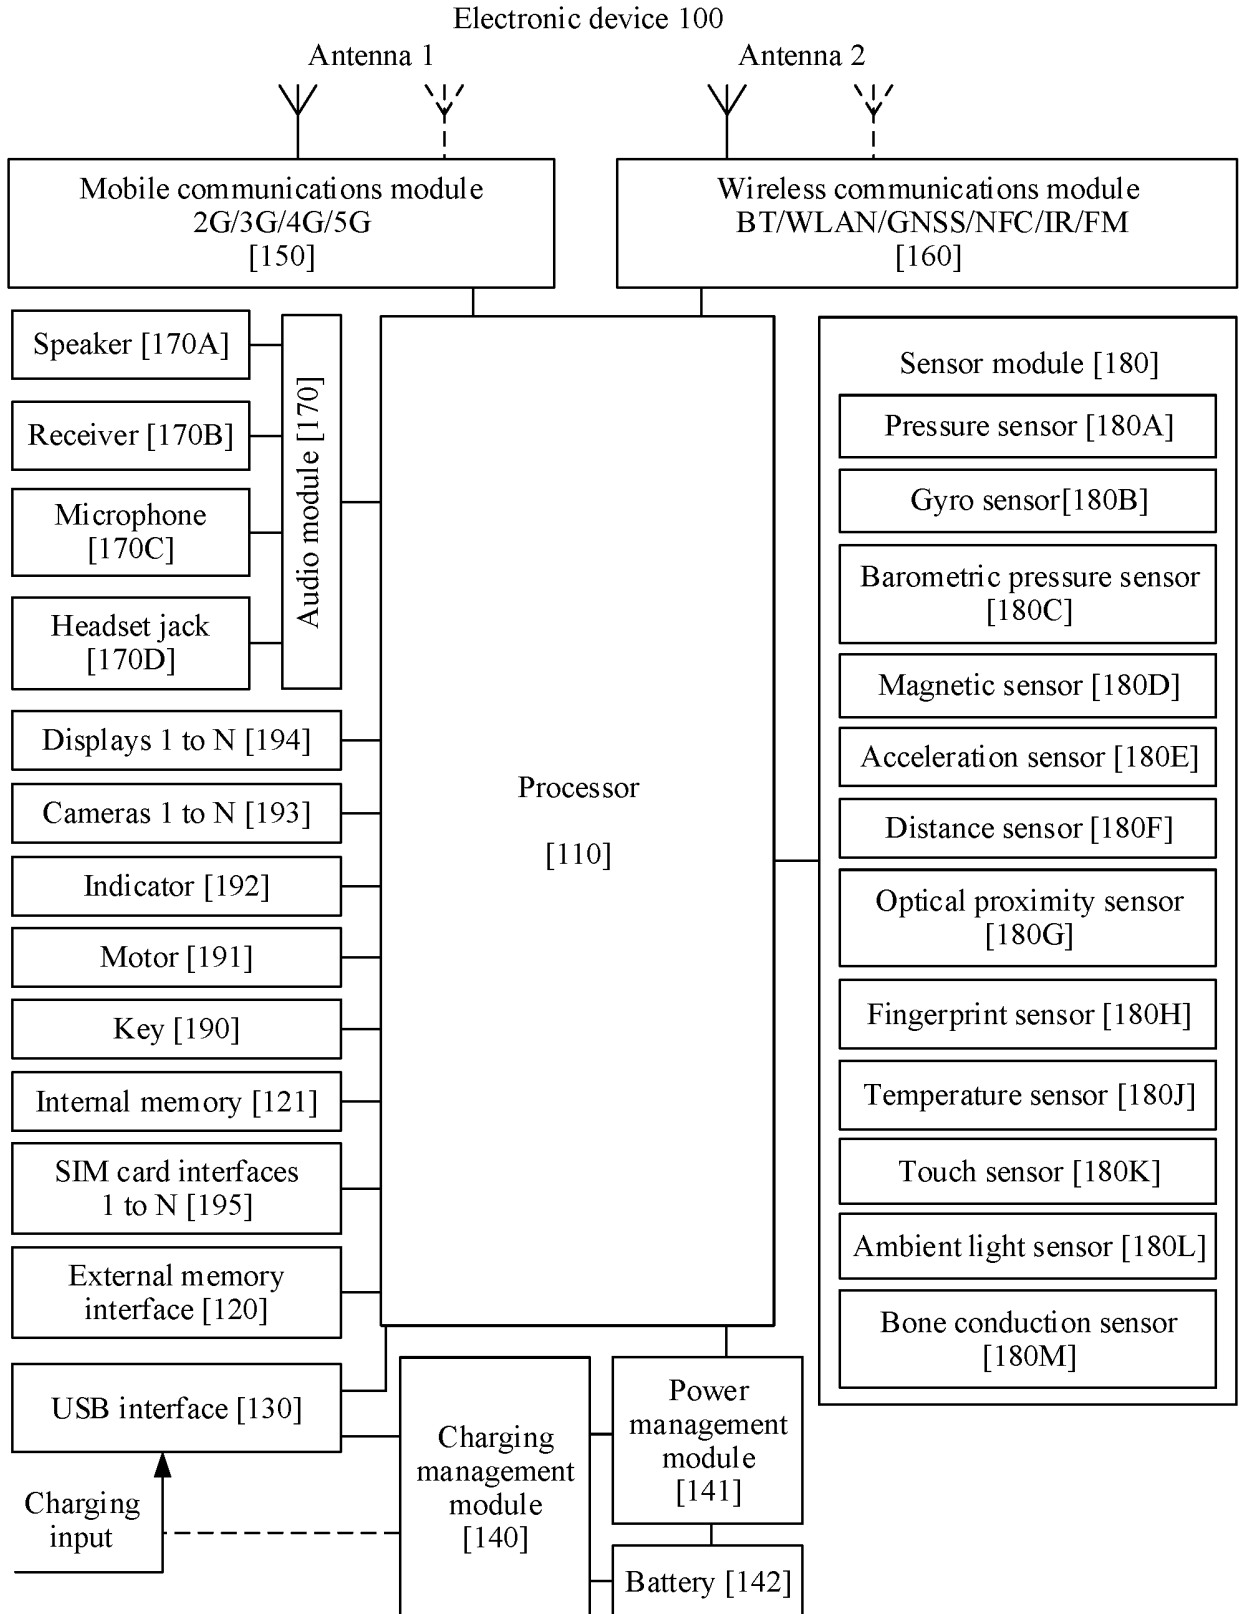 Electronic device 100
Antenna 1
Antenna 2
Mobile communications module
2G/3G/4G/5G
[150]
Wireless communications module
BT/WLAN/GNSS/NFC/IR/FM
[160]
Speaker [170A]
Receiver [170B]
Microphone
[170C]
Headset jack
[170D]
Audio module [170]
Displays 1 to N [194]
Cameras 1 to N [193]
Indicator [192]
Motor [191]
Key [190]
Internal memory [121]
SIM card interfaces
1 to N [195]
External memory
interface [120]
USB interface [130]
Charging
input
Processor
[110]
Charging
management
module
[140]
Power
management
module
[141]
Battery [142]
Sensor module [180]
Pressure sensor [180A]
Gyro sensor[180B]
Barometric pressure sensor
[180C]
Magnetic sensor [180D]
Acceleration sensor [180E]
Distance sensor [180F]
Optical proximity sensor
[180G]
Fingerprint sensor [180H]
Temperature sensor [180J]
Touch sensor [180K]
Ambient light sensor [180L]
Bone conduction sensor
[180M]